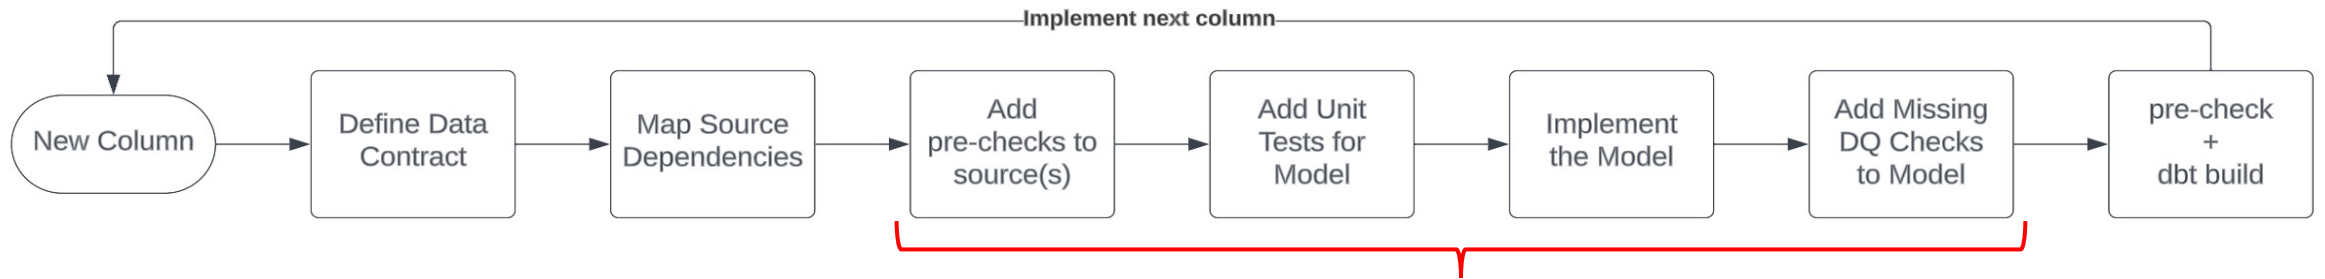 Implement next column
New Column
Define Data
Contract
Map Source
Dependencies
Add
pre-checks to
source(s)
Add Unit
Tests for
Model
Implement
the Model
Add Missing
DQ Checks
to Model
pre-check
+
dbt build